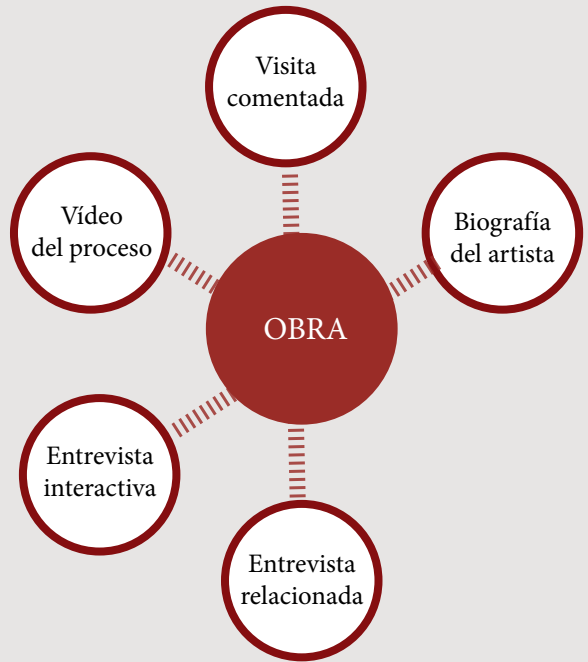 Visita
comentada
Vídeo
del proceso
Biografía
del artista
OBRA
Entrevista
interactiva
Entrevista
relacionada